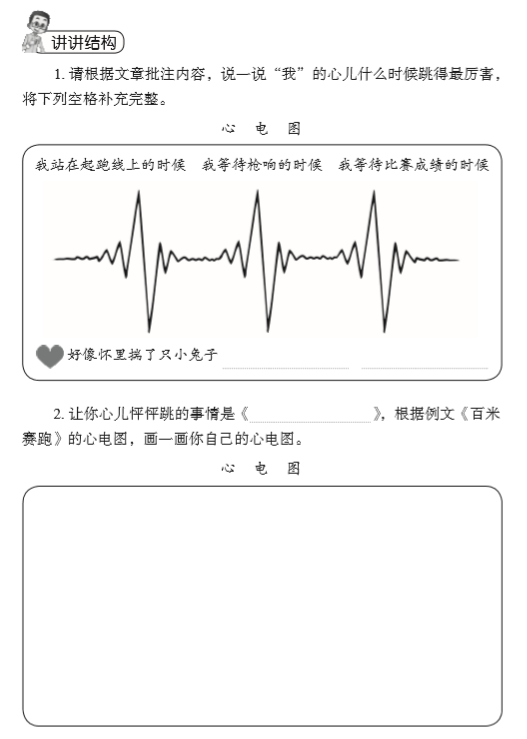 讲讲结构
1. 请根据文章批注内容，说一说“我”的心儿什么时候跳得最厉害，
将下列空格补充完整。
心 电 图
我站在起跑线上的时候 我等待枪响的时候 我等待比赛成绩的时候
好像怀里揣了只小兔子
2. 让你心儿怦怦跳的事情是《 》，根据例文《百米
赛跑》的心电图，画一画你自己的心电图。
心 电 图